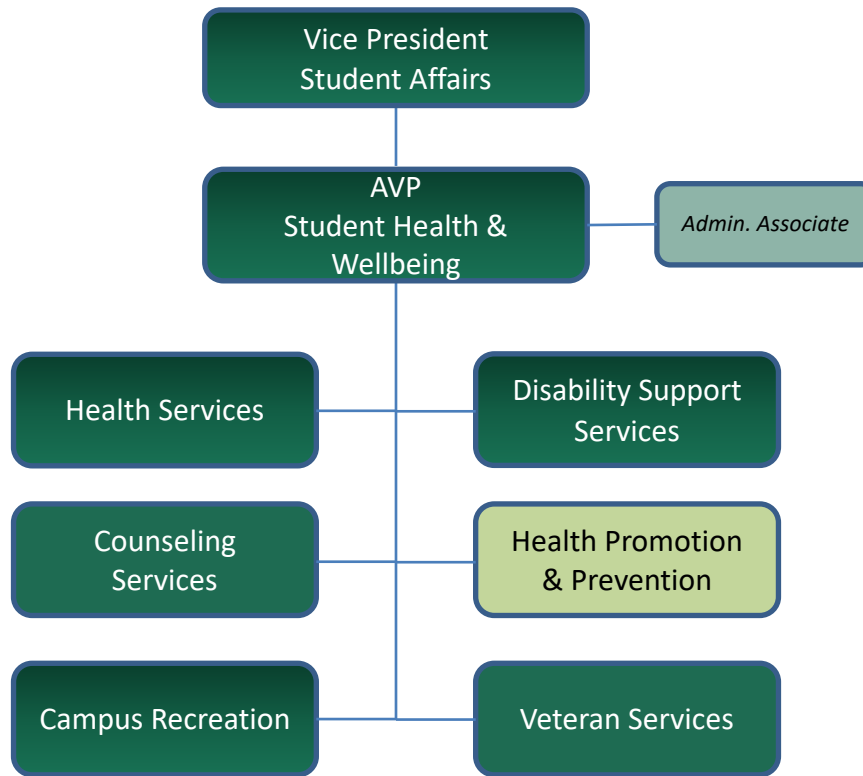 Vice President
Student Affairs
AVP
Student Health &
Wellbeing
Admin. Associate
Health Services
Disability Support
Services
Counseling
Services
Health Promotion
& Prevention
Campus Recreation
Veteran Services